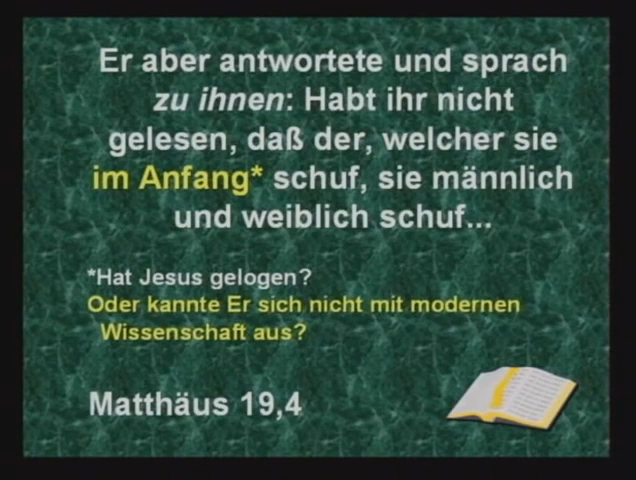 Er aber antwortete und sprach
zu ihnen: Habt ihr nicht
gelesen, daß der, welcher sie
im Anfang* schuf, sie männlich
und weiblich schuf...
*Hat Jesus gelogen?
Oder kannte Er sich nicht mit modernen
Wissenschaft aus?
Matthäus 19,4